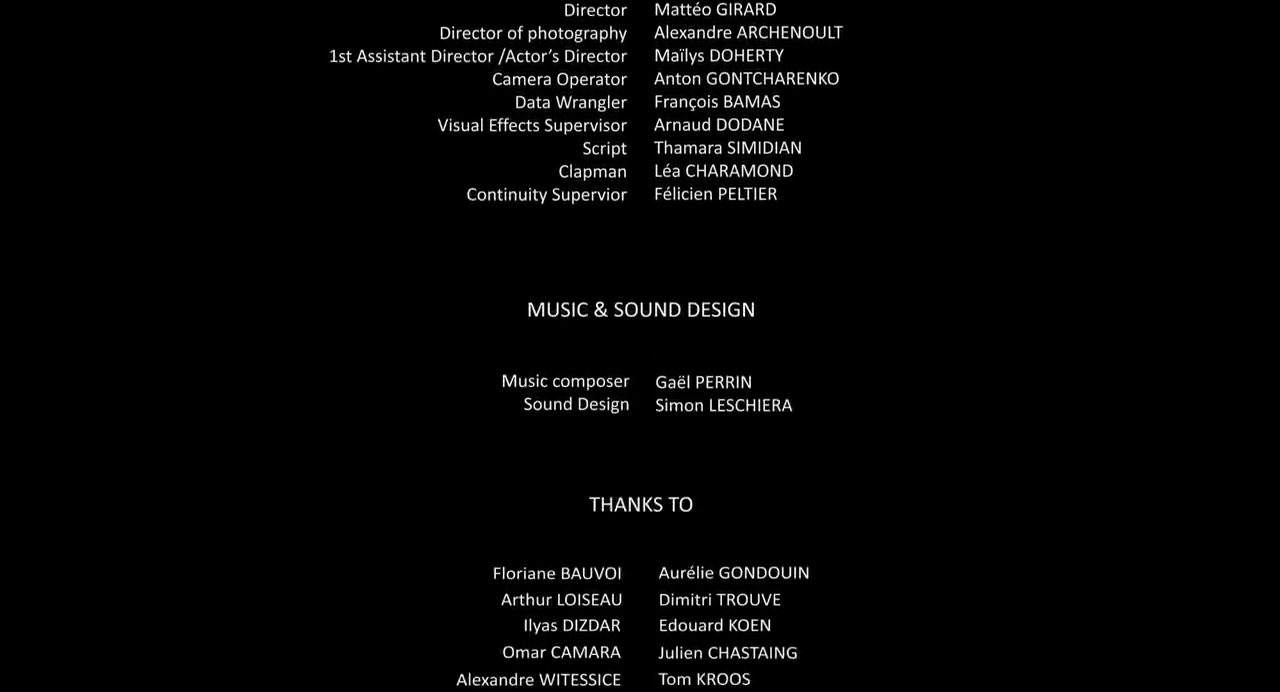 Director Mattéo GIRARD
Director of photography Alexandre ARCHENOULT
1st Assistant Director /Actor’s Director Maïlys DOHERTY
Camera Operator Anton GONTCHARENKO
Data Wrangler François BAMAS
Visual Effects Supervisor Arnaud DODANE
Script Thamara SIMIDIAN
Clapman Léa CHARAMOND
Continuity Supervior Félicien PELTIER
MUSIC & SOUND DESIGN
Music composer Gaël PERRIN
Sound Design Simon LESCHIERA
THANKS TO
Floriane BAUVOI Aurélie GONDOUIN
Arthur LOISEAU Dimitri TROUVE
Ilyas DIZDAR Edouard KOEN
Omar CAMARA Julien CHASTAING
Alexandre WITESSICE Tom KROOS